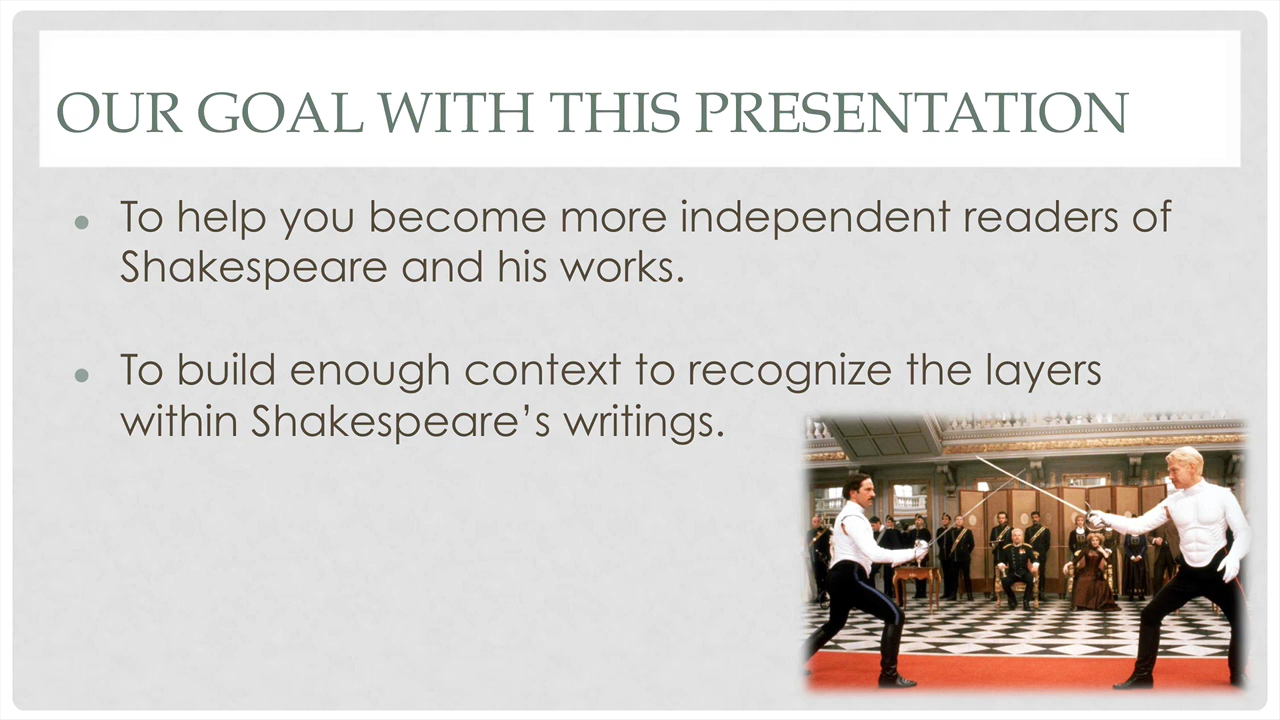 OUR GOAL WITH THIS PRESENTATION
● To help you become more independent readers of
Shakespeare and his works.
● To build enough context to recognize the layers
within Shakespeare’s writings.